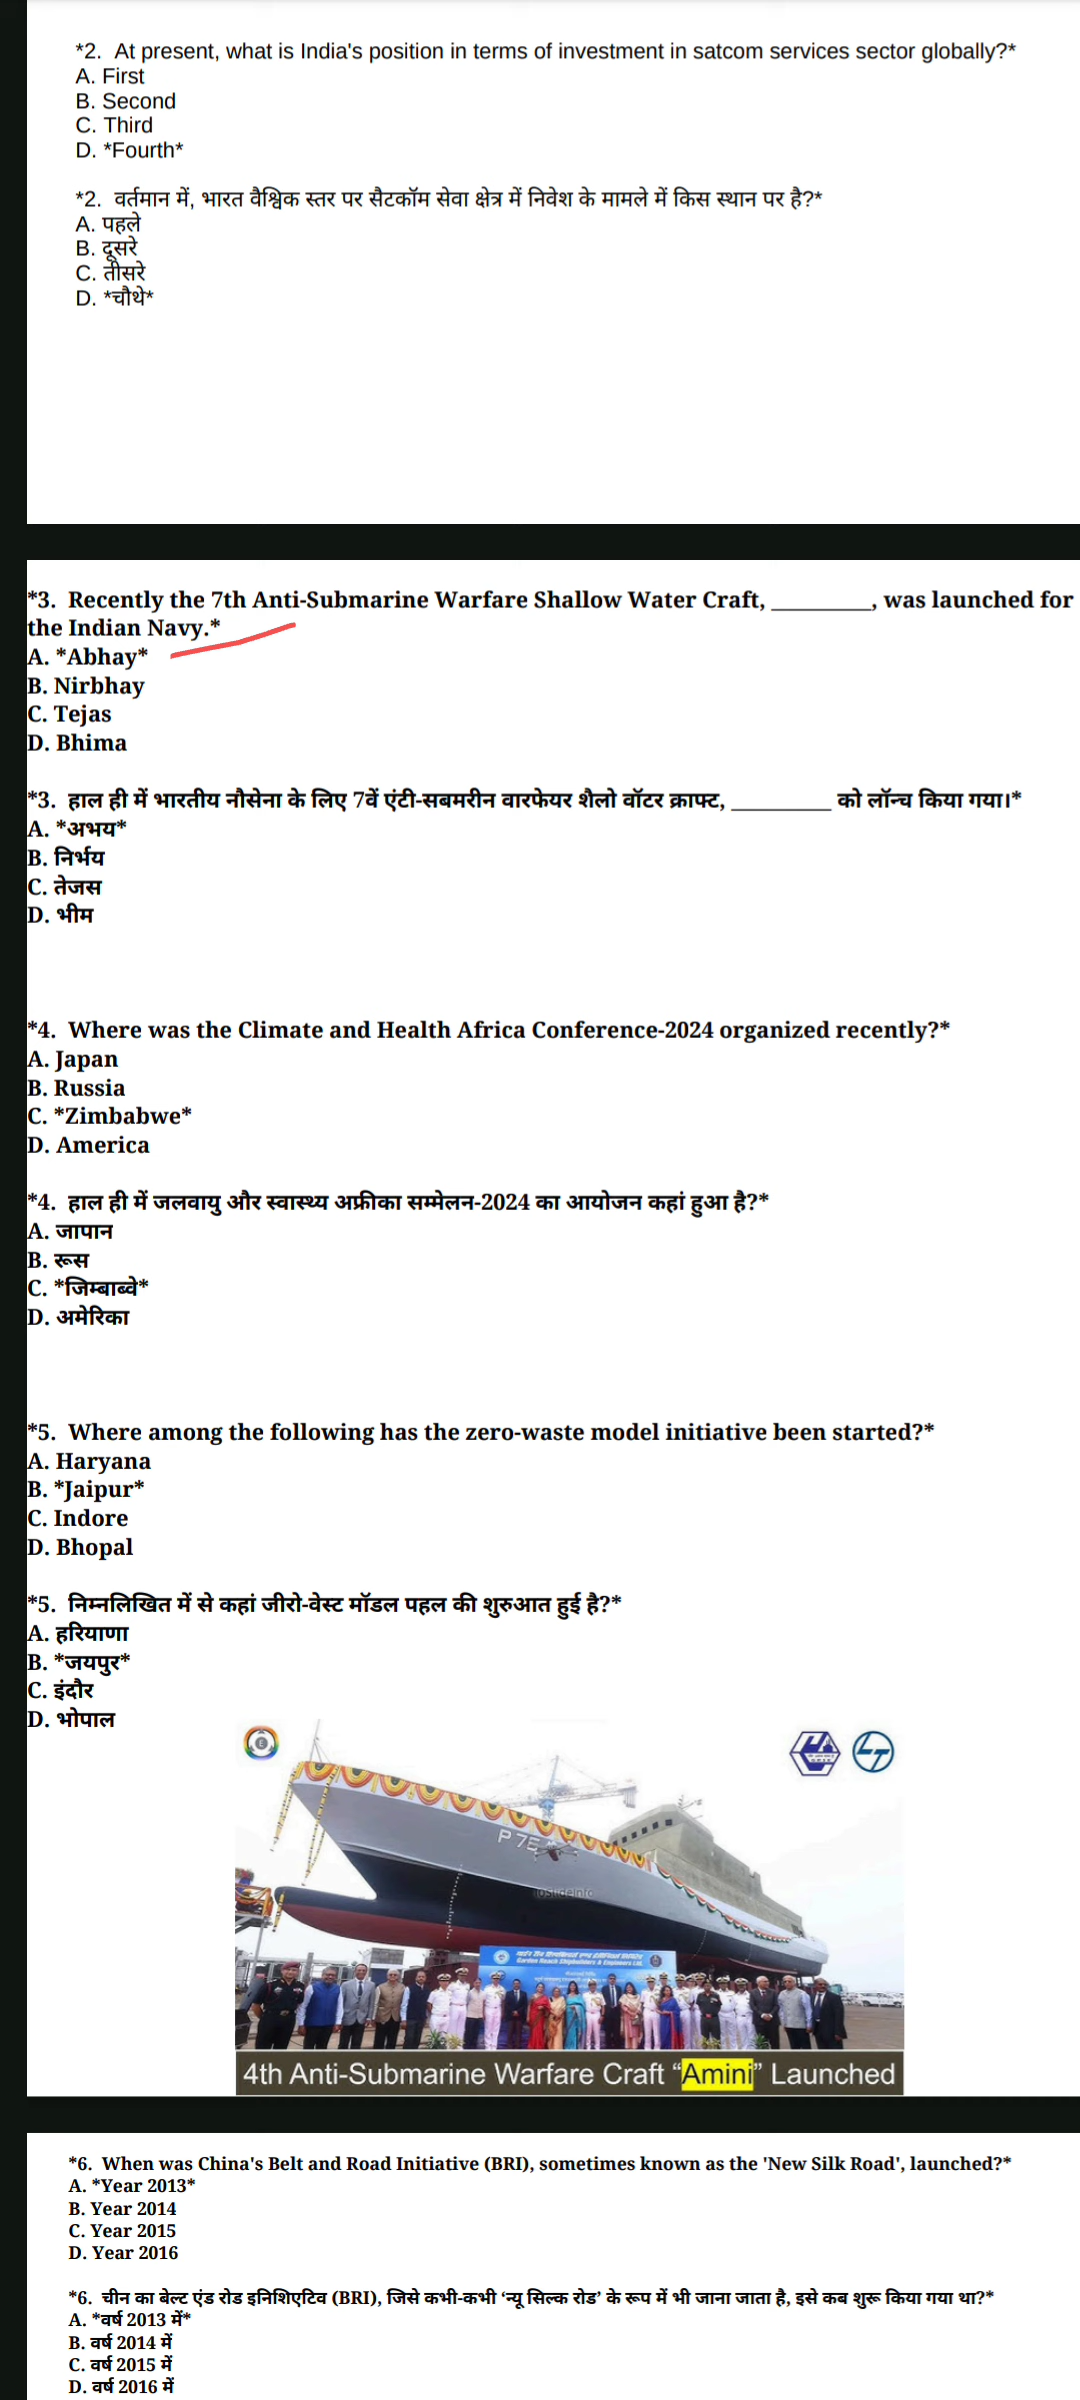 *2.  At present, what is India's position in terms of investment in satcom services sector globally?*
A. First
B. Second
C. Third
D. *Fourth*
*2.  वर्तमान में, भारत वैश्विक स्तर पर सैटकॉम सेवा क्षेत्र में निवेश के मामले में किस स्थान पर है?*
A. पहले
B. दूसरे
C. तीसरे
D. *चौथे*
*3.  Recently the 7th Anti-Submarine Warfare Shallow Water Craft, ________, was launched for
the Indian Navy.*
A. *Abhay*
B. Nirbhay
C. Tejas
D. Bhima
*3.  हाल ही में भारतीय नौसेना के लिए 7वें एंटी-सबमरीन वारफेयर शैलो वॉटर क्राफ्ट, ________ को लॉन्च किया गया।*
A. *अभय*
B. निर्भय
C. तेजस
D. भीम
*4.  Where was the Climate and Health Africa Conference-2024 organized recently?*
A. Japan
B. Russia
C. *Zimbabwe*
D. America
*4.  हाल ही में जलवायु और स्वास्थ्य अफ्रीका सम्मेलन-2024 का आयोजन कहां हुआ है?*
A. जापान
B. रूस
C. *जिम्बाब्वे*
D. अमेरिका
*5.  Where among the following has the zero-waste model initiative been started?*
A. Haryana
B. *Jaipur*
C. Indore
D. Bhopal
*5.  निम्नलिखित में से कहां जीरो-वेस्ट मॉडल पहल की शुरुआत हुई है?*
A. हरियाणा
B. *जयपुर*
C. इंदौर
D. भोपाल
P 75
Garden Reach Shipbuilders & Engineers Ltd.
4th Anti-Submarine Warfare Craft “Amini” Launched
*6.  When was China's Belt and Road Initiative (BRI), sometimes known as the 'New Silk Road', launched?*
A. *Year 2013*
B. Year 2014
C. Year 2015
D. Year 2016
*6.  चीन का बेल्ट एंड रोड इनिशिएटिव (BRI), जिसे कभी-कभी ‘न्यू सिल्क रोड’ के रूप में भी जाना जाता है, इसे कब शुरू किया गया था?*
A. *वर्ष 2013 में*
B. वर्ष 2014 में
C. वर्ष 2015 में
D. वर्ष 2016 में